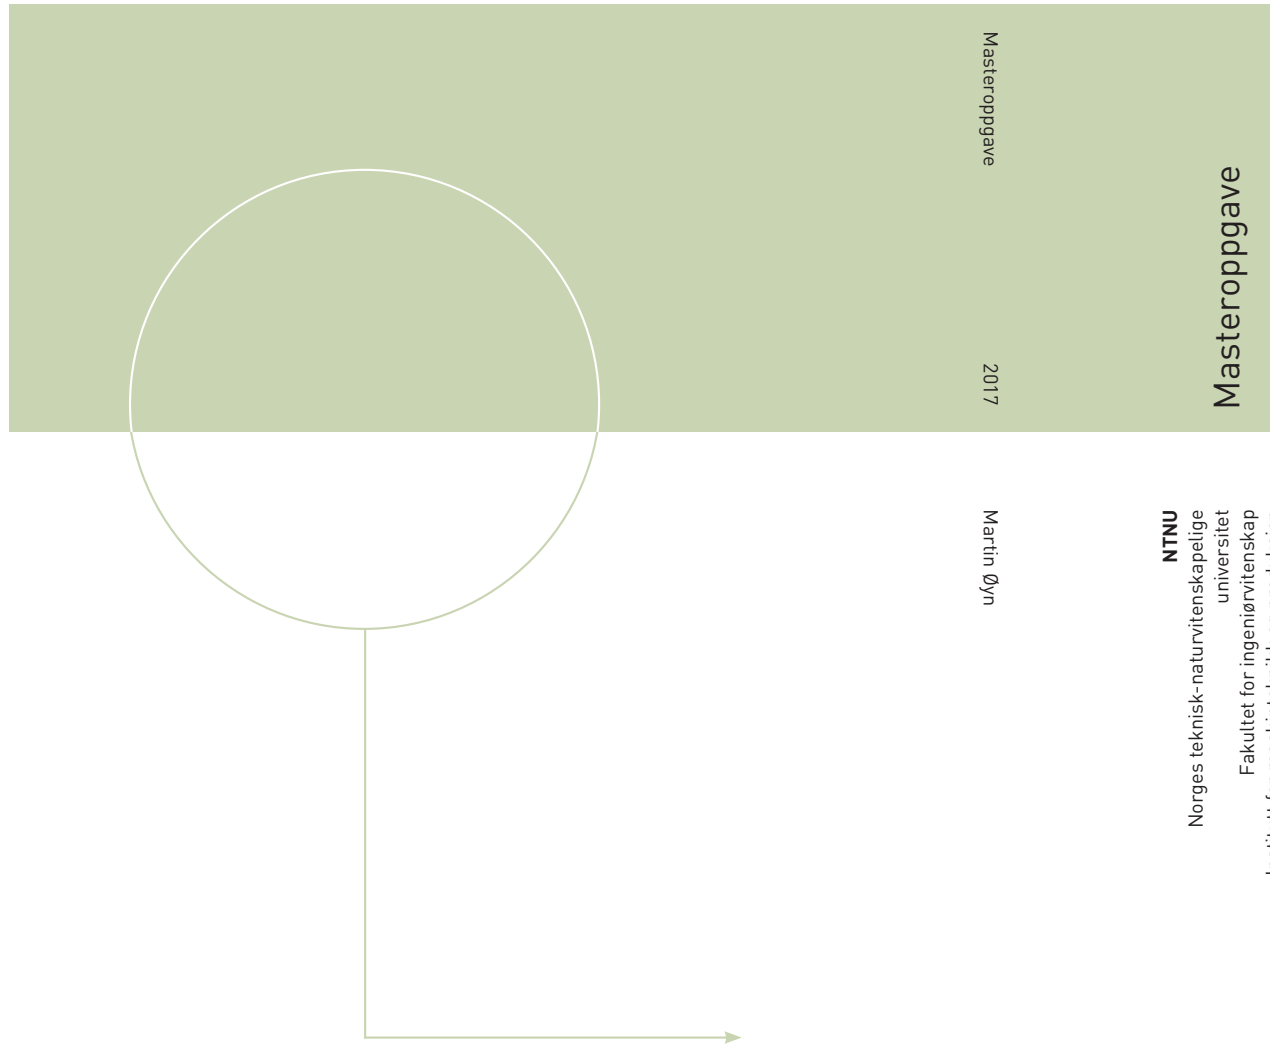 Masteroppgave
2017
Martin Øyn
Masteroppgave
NTNU
Norges teknisk-naturvitenskapelige
universitet
Fakultet for ingeniørvitenskap